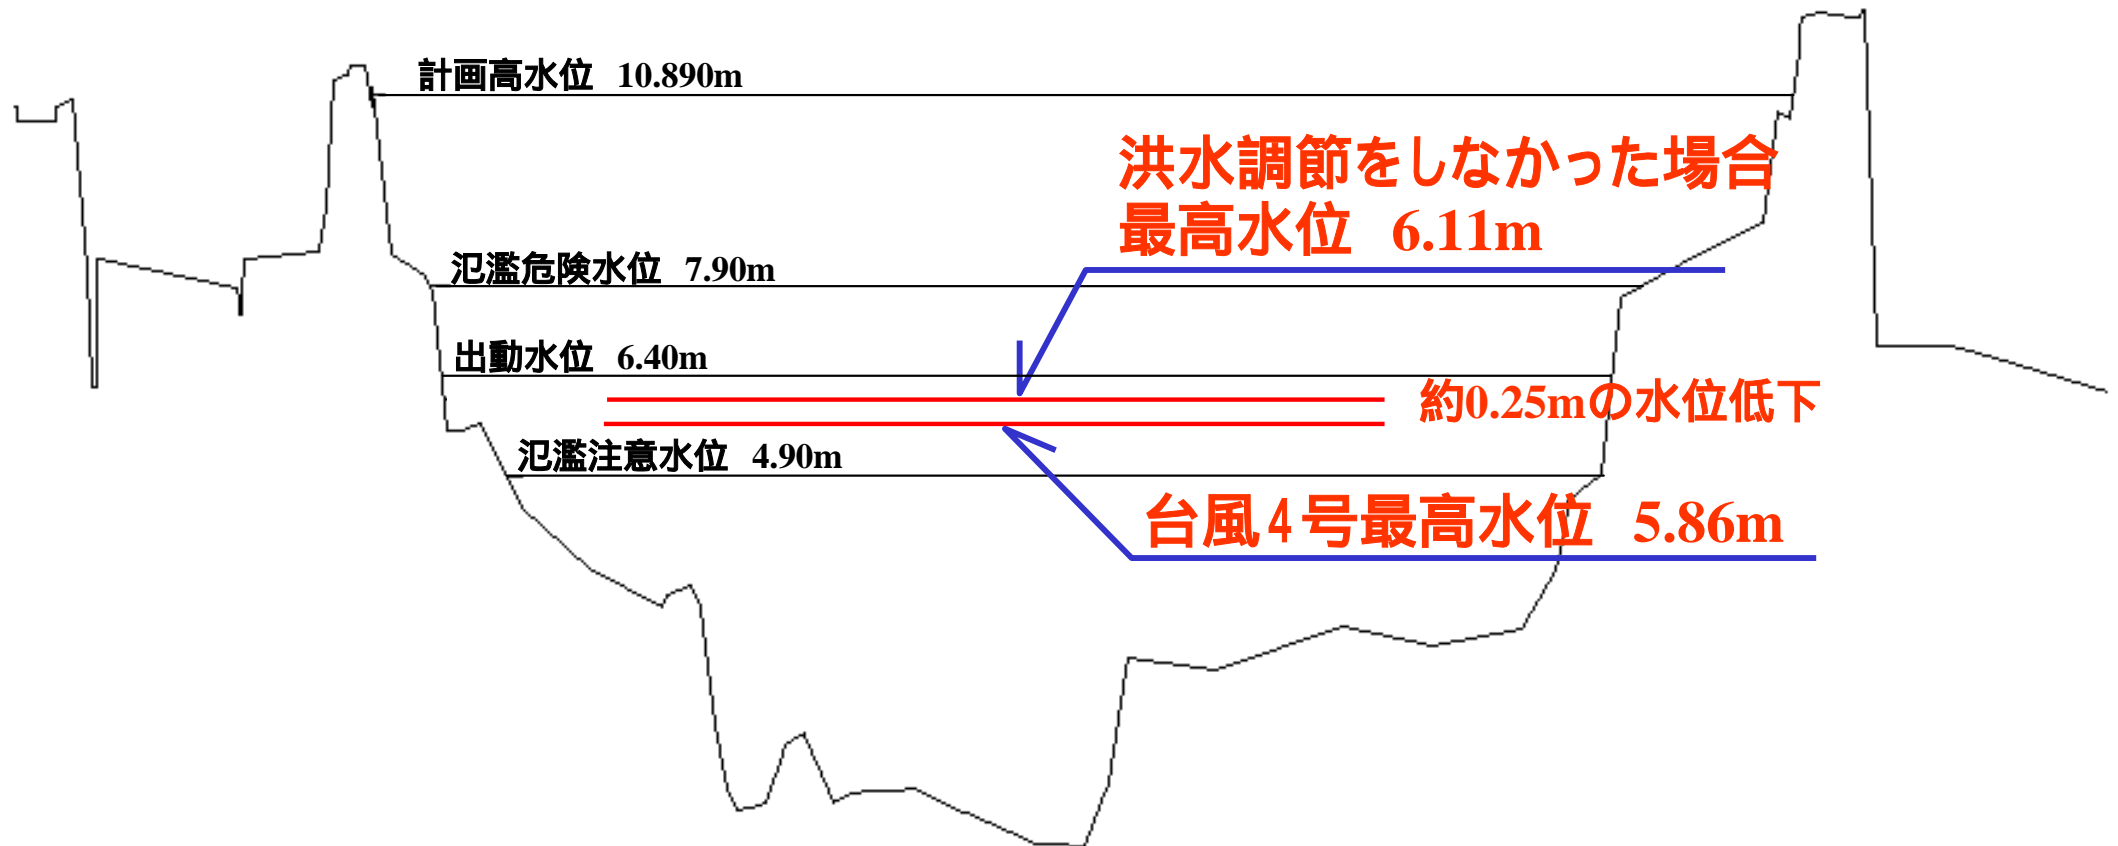 計画高水位 10.890m
洪水調節をしなかった場合
最高水位 6.11m
氾濫危険水位 7.90m
出動水位 6.40m
約0.25mの水位低下
氾濫注意水位 4.90m
台風4号最高水位 5.86m